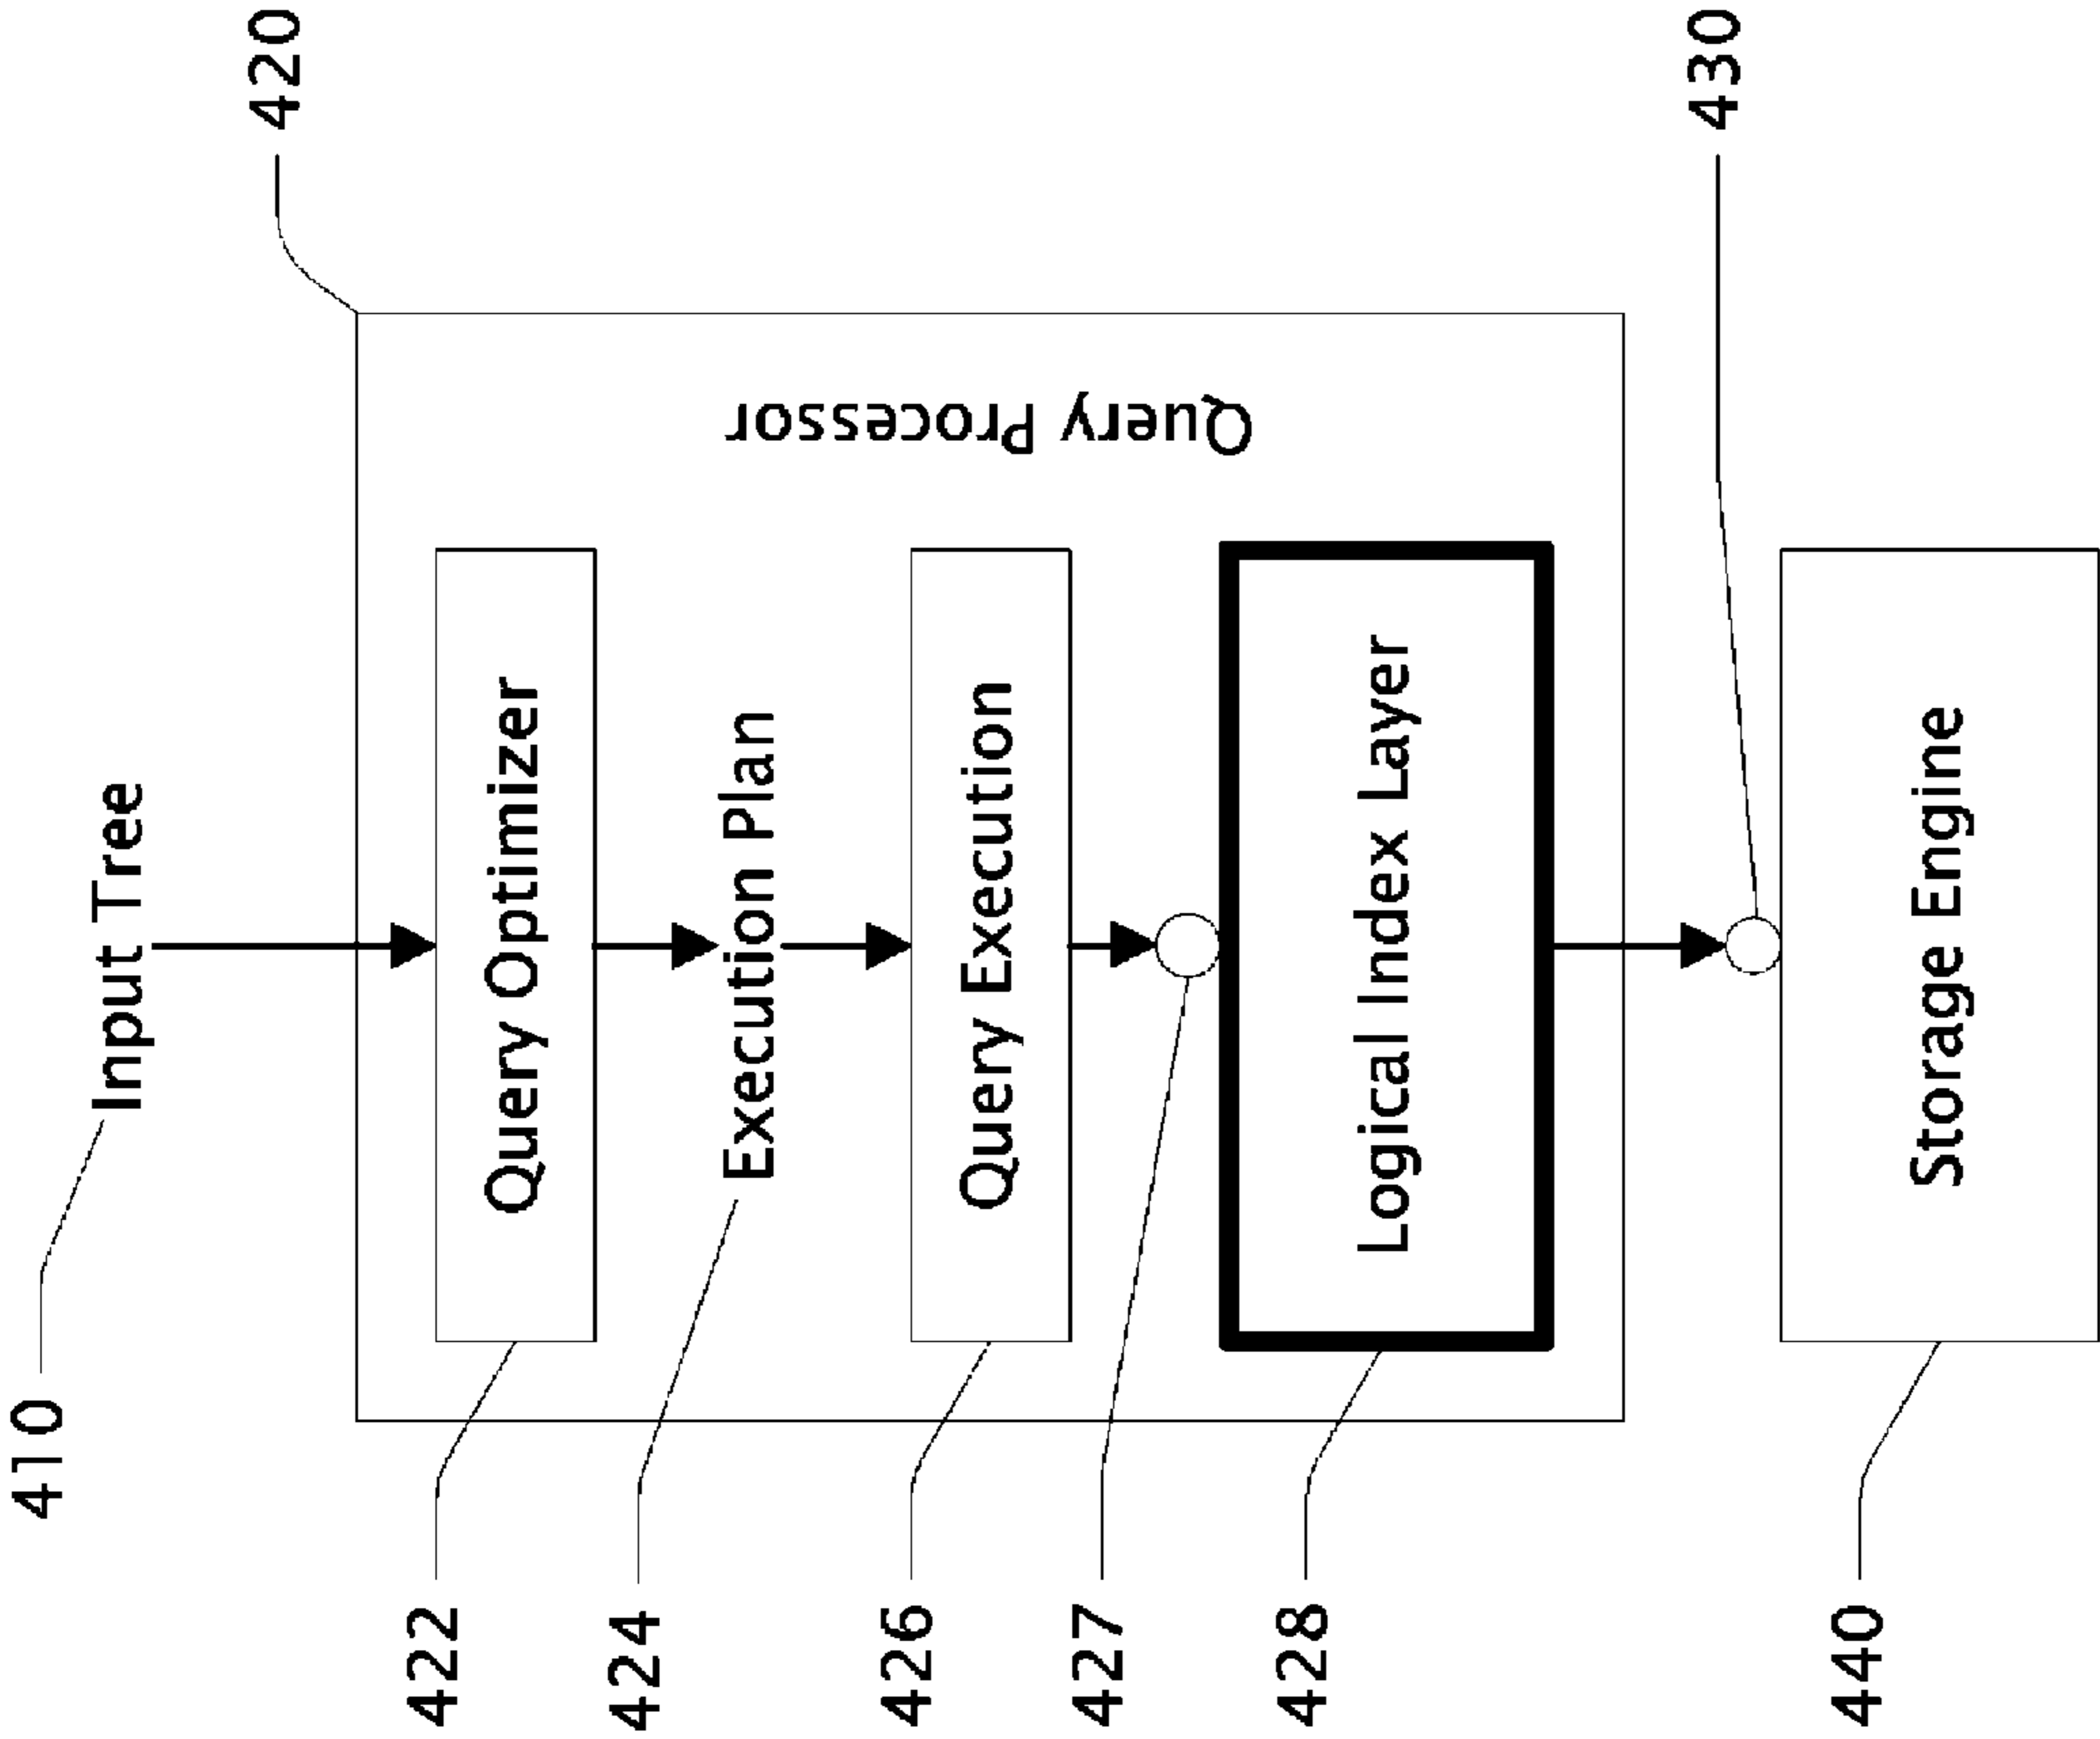 410
Input Tree
420
Query Processor
422
Query Optimizer
424
Execution Plan
426
Query Execution
427
428
Logical Index Layer
430
440
Storage Engine